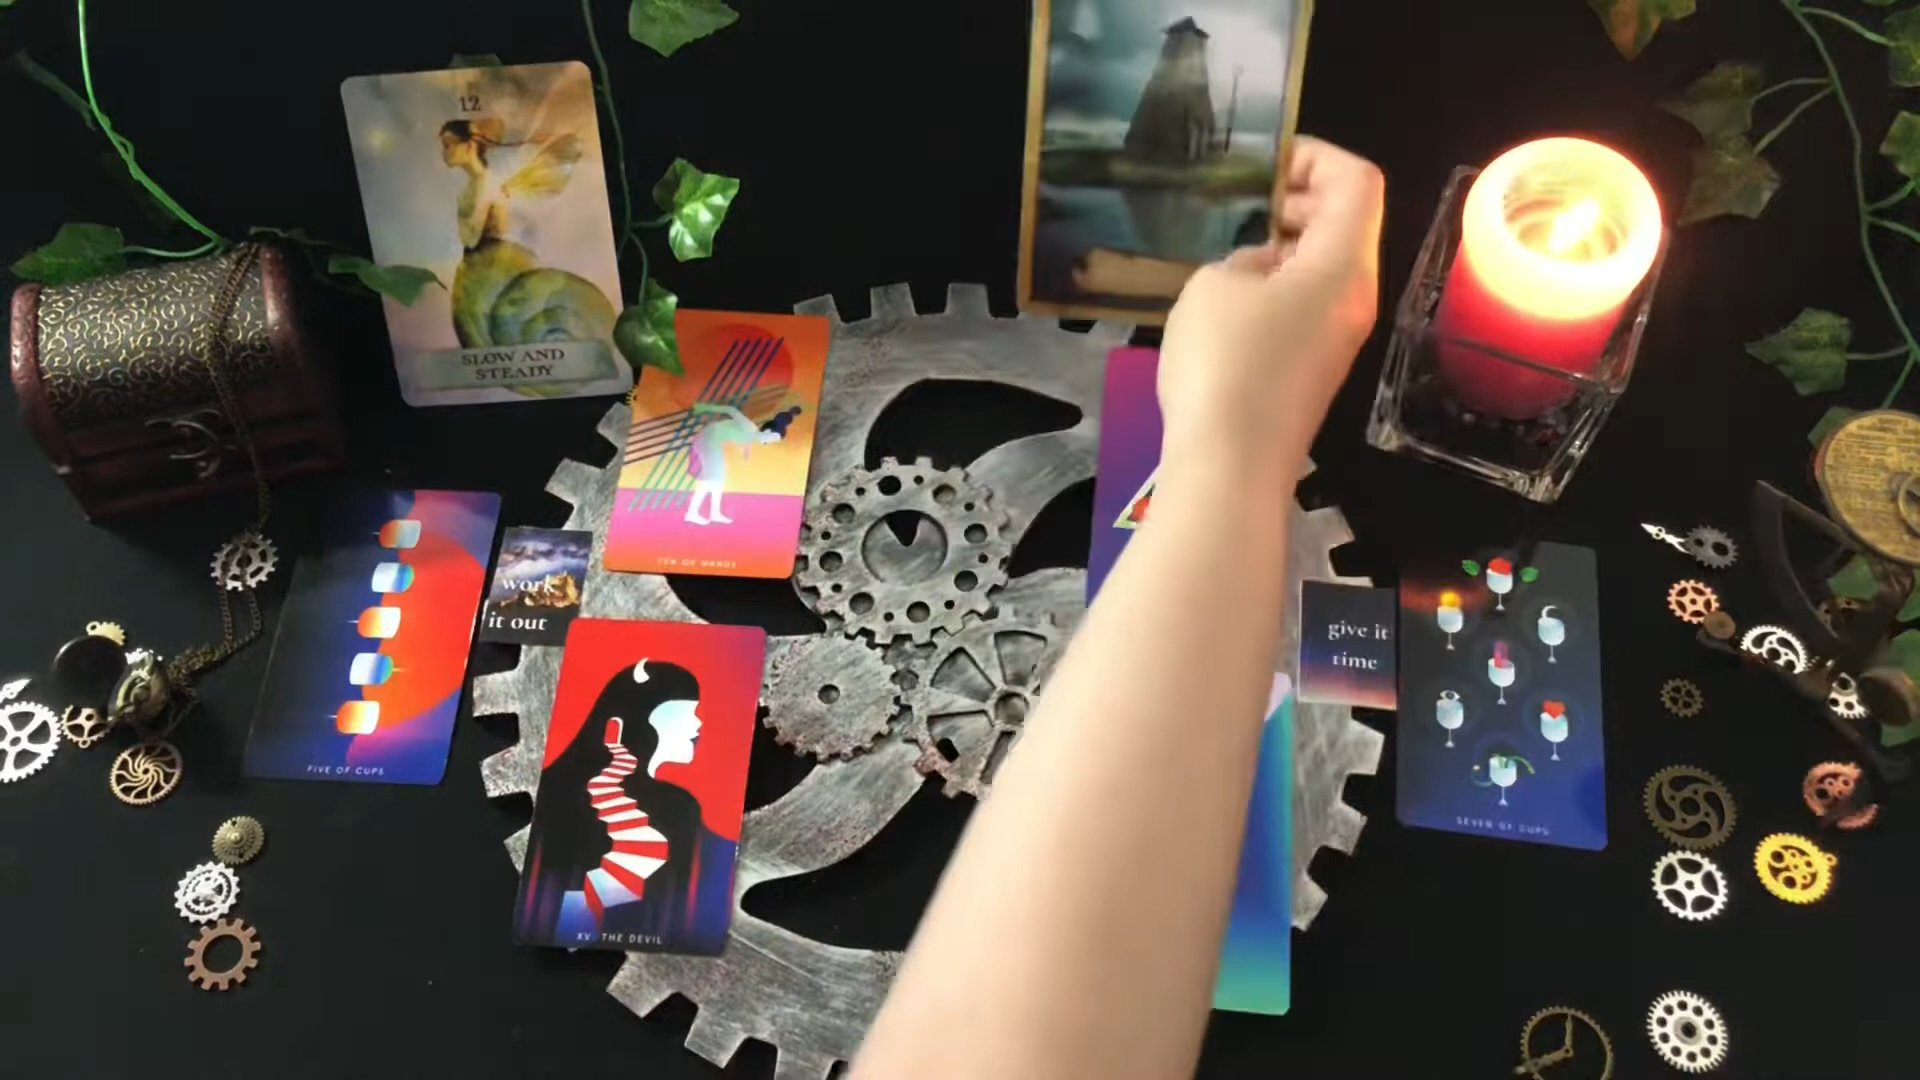 12
SLOW AND
STEADY
TEN OF WANDS
work
it out
give it
time
FIVE OF CUPS
SEVEN OF CUPS
XV. THE DEVIL